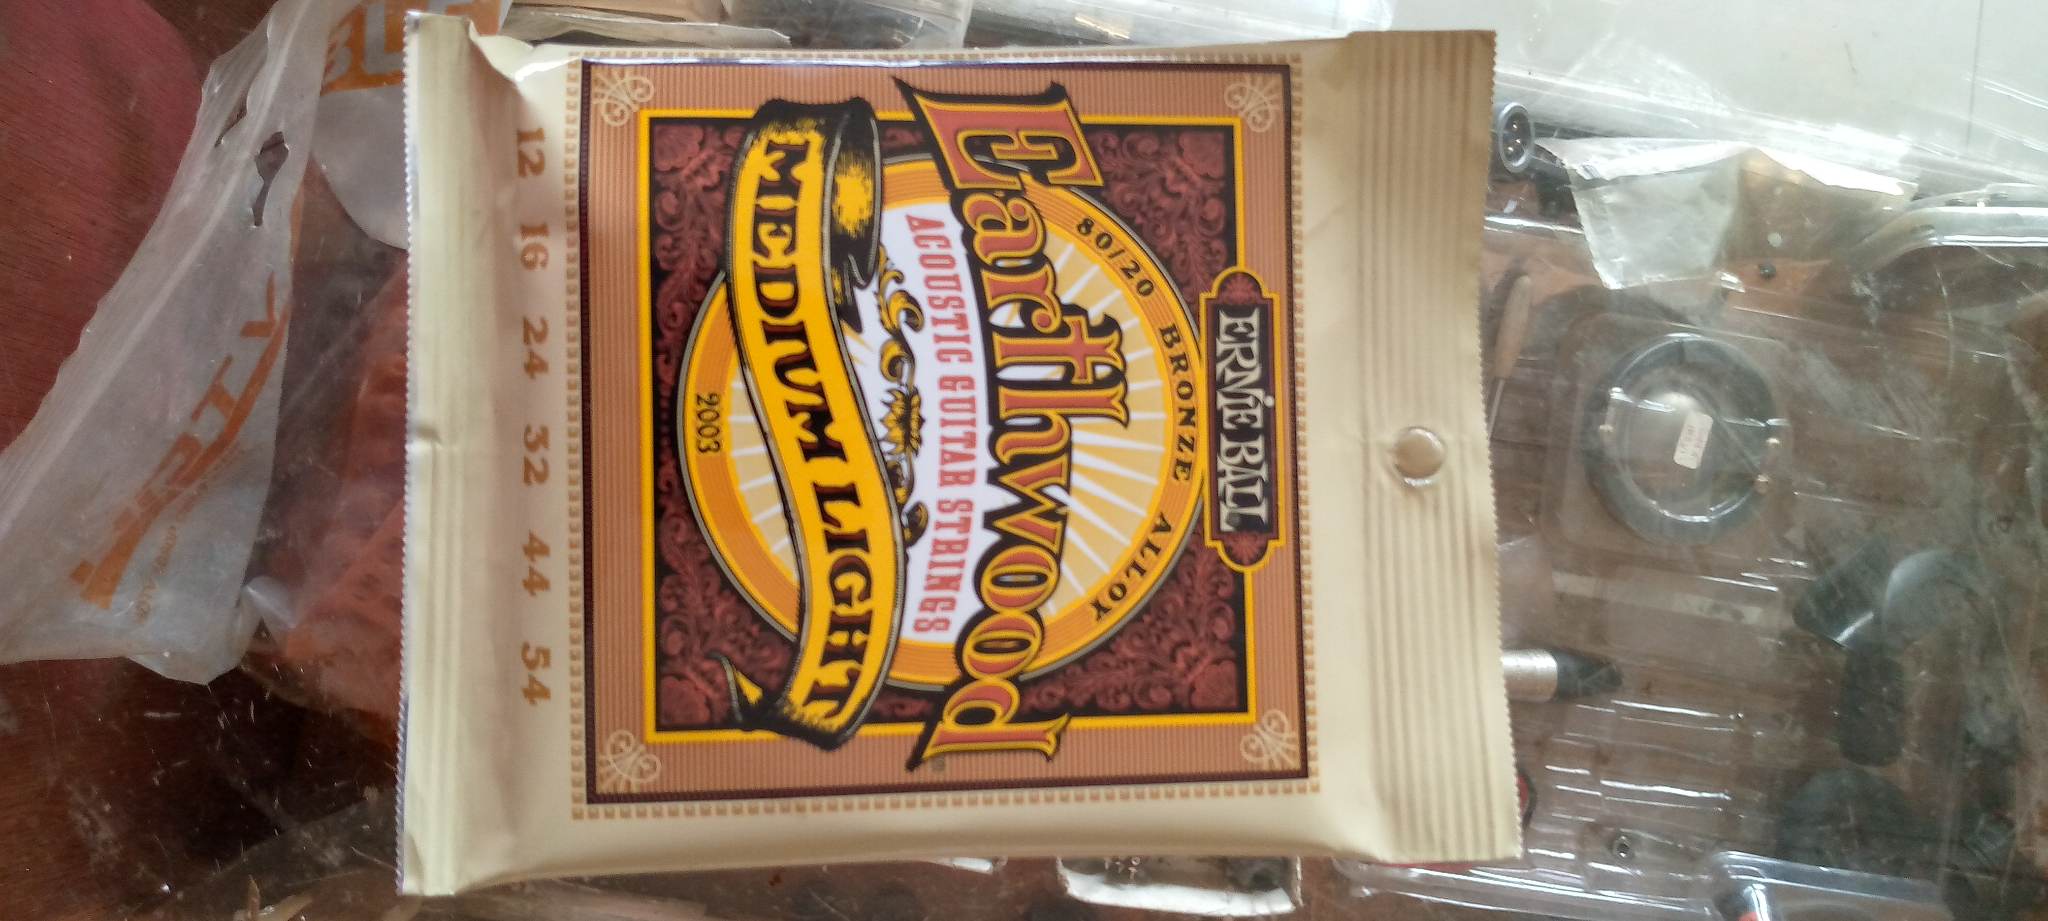 ERNIE BALL
80/20 BRONZE ALLOY
Earthwood
®
ACOUSTIC GUITAR STRINGS
MEDIUM LIGHT
2003
12 16 24 32 44 54